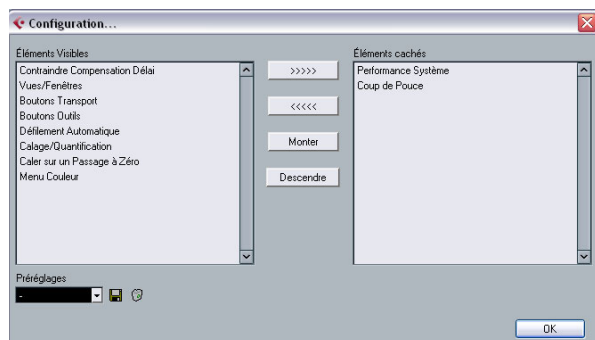 Configuration...
Éléments Visibles
Contraindre Compensation Délai
Vues/Fenêtres
Boutons Transport
Boutons Outils
Défilement Automatique
Calage/Quantification
Caler sur un Passage à Zéro
Menu Couleur
>>>>>
<<<<<
Monter
Descendre
Éléments cachés
Performance Système
Coup de Pouce
Préréglages
-
OK